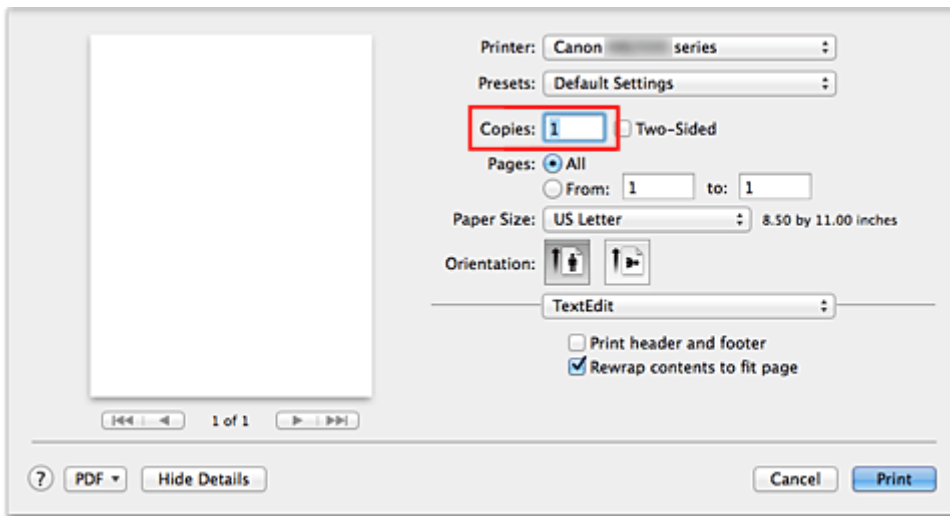 Printer: Canon series
Presets: Default Settings
Copies: 1 Two-Sided
Pages: All
From: 1 to: 1
Paper Size: US Letter 8.50 by 11.00 inches
Orientation:
TextEdit
Print header and footer
Rewrap contents to fit page
1 of 1
? PDF Hide Details Cancel Print